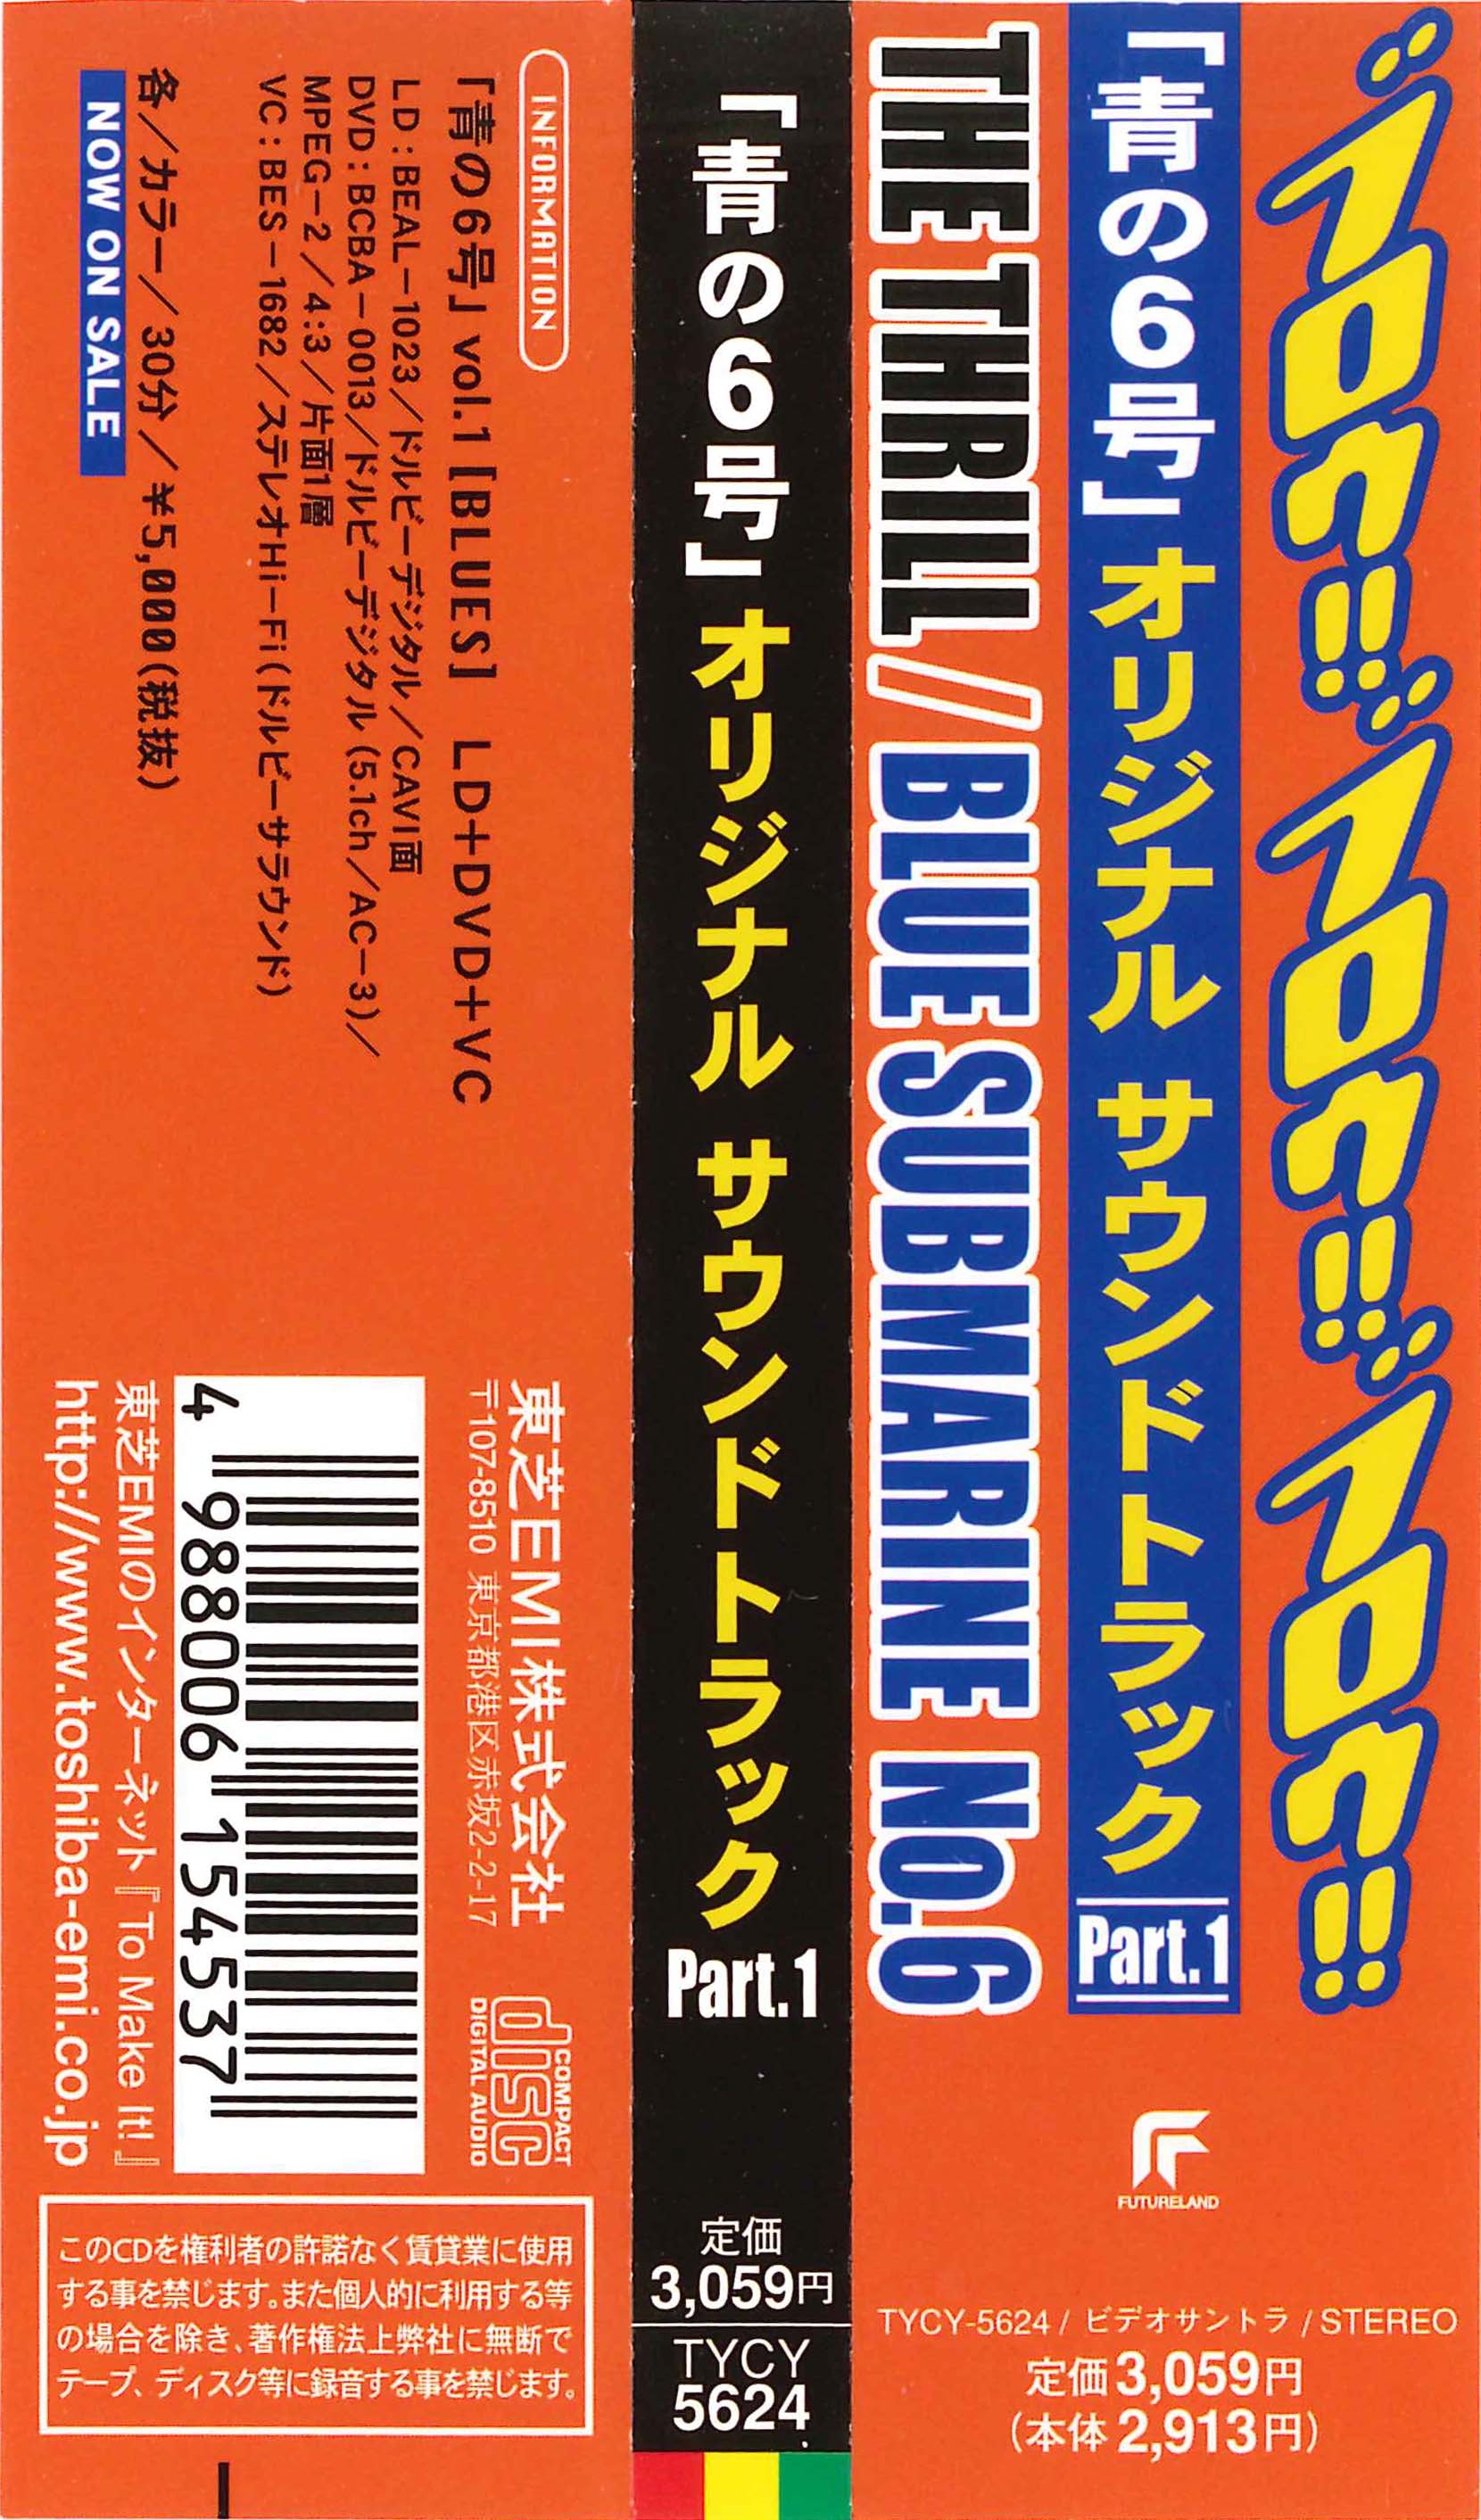 「青の6号」オリジナル サウンドトラック Part.1
THE THRILL / BLUE SUBMARINE NO.6
FUTURELAND
TYCY-5624 / ビデオサントラ / STEREO
定価3,059円
(本体2,913円)
「青の6号」オリジナル サウンドトラック Part.1
定価
3,059円
TYCY
5624
INFORMATION
「青の6号」vol.1 [BLUES] LD+DVD+VC
LD:BEAL-1023／ドルビーデジタル／CAV1面
DVD:BCBA-0013／ドルビーデジタル(5.1ch／AC-3)／
MPEG-2／4:3／片面1層
VC:BES-1682／ステレオHi-Fi(ドルビーサラウンド)
各／カラー／30分／¥5,000(税抜)
NOW ON SALE
東芝EMI株式会社
〒107-8510 東京都港区赤坂2-2-17
COMPACT
disc
DIGITAL AUDIO
4 988006 154537
東芝EMIのインターネット『To Make It!』
http://www.toshiba-emi.co.jp
このCDを権利者の許諾なく賃貸業に使用
する事を禁じます。また個人的に利用する等
の場合を除き、著作権法上弊社に無断で
テープ、ディスク等に録音する事を禁じます。